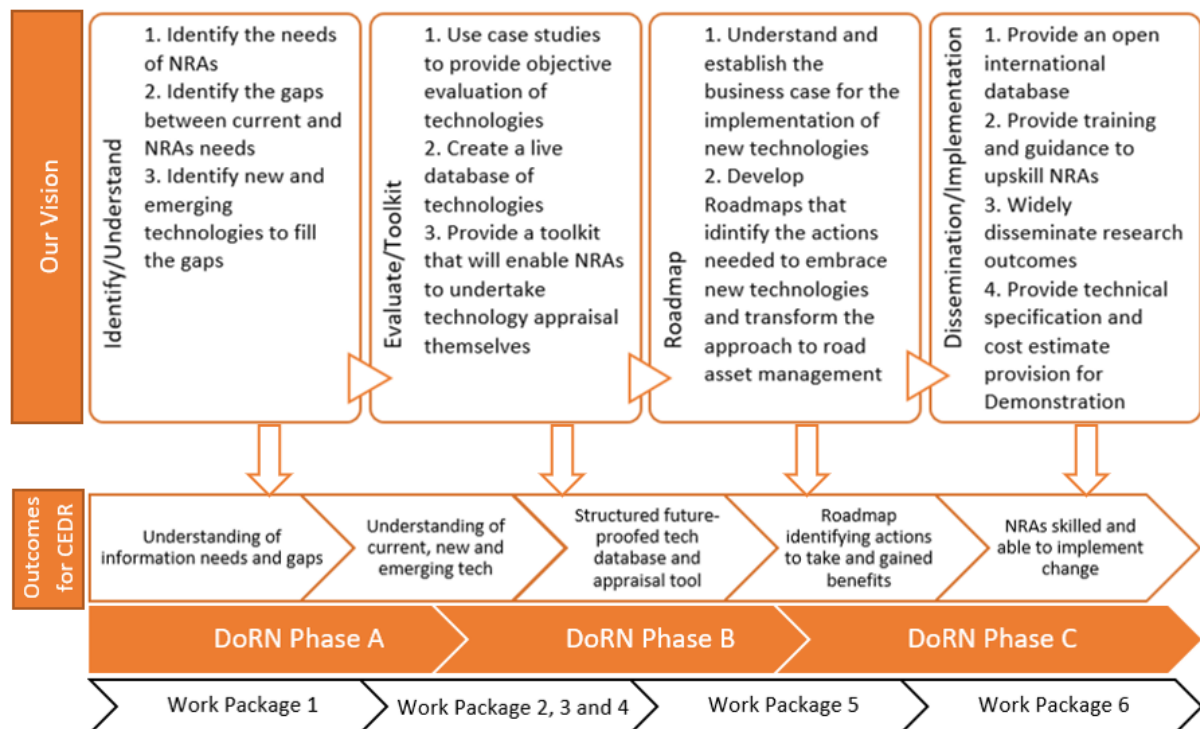 Our Vision
Identify/Understand
1. Identify the needs
of NRAs
2. Identify the gaps
between current and
NRAs needs
3. Identify new and
emerging
technologies to fill
the gaps
Evaluate/Toolkit
1. Use case studies
to provide objective
evaluation of
technologies
2. Create a live
database of
technologies
3. Provide a toolkit
that will enable NRAs
to undertake
technology appraisal
themselves
Roadmap
1. Understand and
establish the
business case for the
implementation of
new technologies
2. Develop
Roadmaps that
idintify the actions
needed to embrace
new technologies
and transform the
approach to road
asset management
Dissemination/Implementation
1. Provide an open
international
database
2. Provide training
and guidance to
upskill NRAs
3. Widely
disseminate research
outcomes
4. Provide technical
specification and
cost estimate
provision for
Demonstration
Outcomes
for CEDR
Understanding of
information needs and gaps
Understanding of
current, new and
emerging tech
Structured future-
proofed tech
database and
appraisal tool
Roadmap
identifying actions
to take and gained
benefits
NRAs skilled and
able to implement
change
DoRN Phase A
DoRN Phase B
DoRN Phase C
Work Package 1
Work Package 2, 3 and 4
Work Package 5
Work Package 6